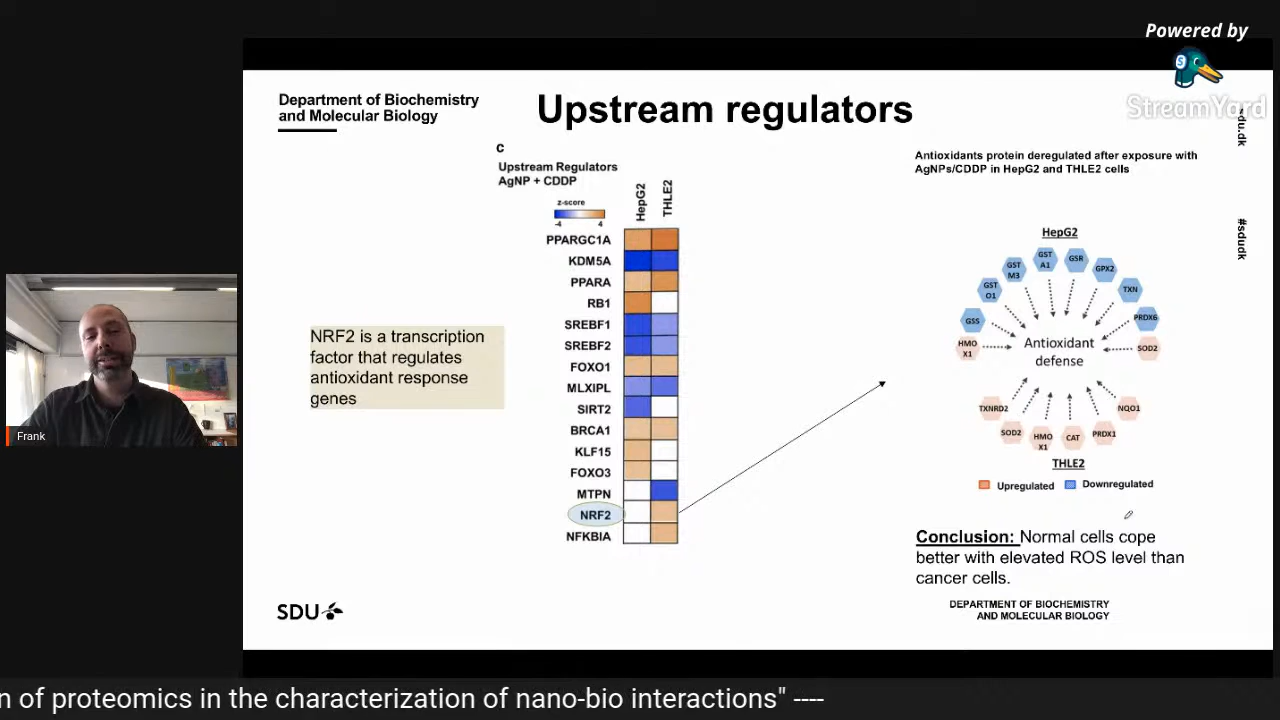 Powered by
StreamYard
Department of Biochemistry
and Molecular Biology
Upstream regulators
sdu.dk
#sdudk
c
Upstream Regulators
AgNP + CDDP
z-score
-4 4
HepG2
THLE2
PPARGC1A
KDM5A
PPARA
RB1
SREBF1
SREBF2
FOXO1
MLXIPL
SIRT2
BRCA1
KLF15
FOXO3
MTPN
NRF2
NFKBIA
NRF2 is a transcription
factor that regulates
antioxidant response
genes
Antioxidants protein deregulated after exposure with
AgNPs/CDDP in HepG2 and THLE2 cells
HepG2
GST
A1
GSR
GST
M3
GPX2
GST
O1
TXN
GSS
PRDX6
HMO
X1
SOD2
Antioxidant
defense
TXNRD2
NQO1
SOD2
HMO
X1
CAT
PRDX1
THLE2
Upregulated
Downregulated
Conclusion: Normal cells cope
better with elevated ROS level than
cancer cells.
SDU
DEPARTMENT OF BIOCHEMISTRY
AND MOLECULAR BIOLOGY
Frank
n of proteomics in the characterization of nano-bio interactions" ----